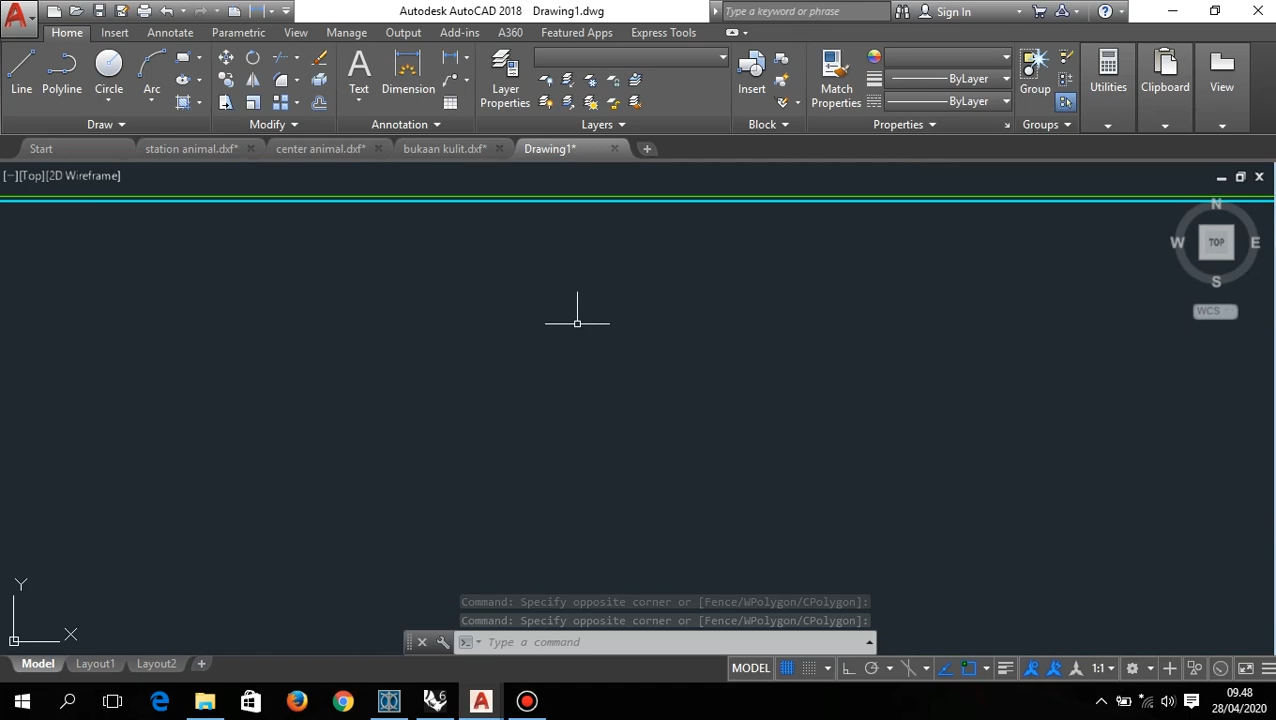 Autodesk AutoCAD 2018 Drawing1.dwg
Type a keyword or phrase
Sign In
Home Insert Annotate Parametric View Manage Output Add-ins A360 Featured Apps Express Tools
Line Polyline Circle Arc
Text Dimension
Layer Properties
Insert
Match Properties
ByLayer
ByLayer
Group
Utilities
Clipboard
View
Draw Modify Annotation Layers Block Properties Groups
Start station animal.dxf* center animal.dxf* bukaan kulit.dxf* Drawing1*
[−][Top][2D Wireframe]
N
W TOP E
S
WCS
Y
X
Command: Specify opposite corner or [Fence/WPolygon/CPolygon]:
Command: Specify opposite corner or [Fence/WPolygon/CPolygon]:
Type a command
Model Layout1 Layout2
MODEL 1:1
6
09.48
28/04/2020